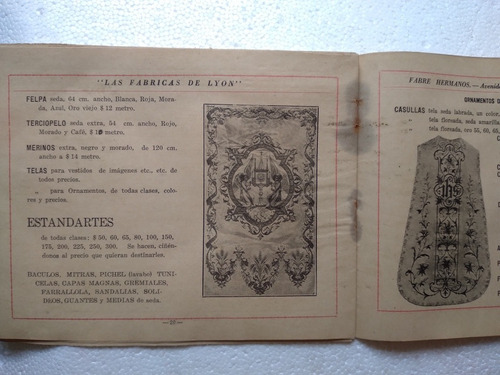 "LAS FABRICAS DE LYON"
FELPA seda, 64 cm. ancho, Blanca, Roja, Mora-
da, Azul, Oro viejo $ 12 metro.
TERCIOPELO seda extra, 54 cm. ancho, Rojo,
Morado y Café, $ metro.
MERINOS extra, negro y morado, de 120 cm.
ancho a $ 14 metro.
TELAS para vestidos de imágenes etc., etc. de
todos precios.
„ para Ornamentos, de todas clases, colo-
res y precios.
ESTANDARTES
de todas clases: $ 50, 60, 65, 80, 100, 150,
175, 200, 225, 250, 300. Se hacen ciñén-
donos al precio que quieran destinarles.
BACULOS, MITRAS, PICHEL (lavabo) TUNI-
CELAS, CAPAS MAGNAS, GREMIALES,
FARRALLOLA, SANDALIAS, SOLI-
DEOS, GUANTES y MEDIAS de seda.
FABRE HERMANOS.—Avenida
ORNAMENTOS
CASULLAS tela seda labrada, un color,
„ tela floreada, seda amarilla
„ tela floreada, oro 55, 60, 65,
ihs